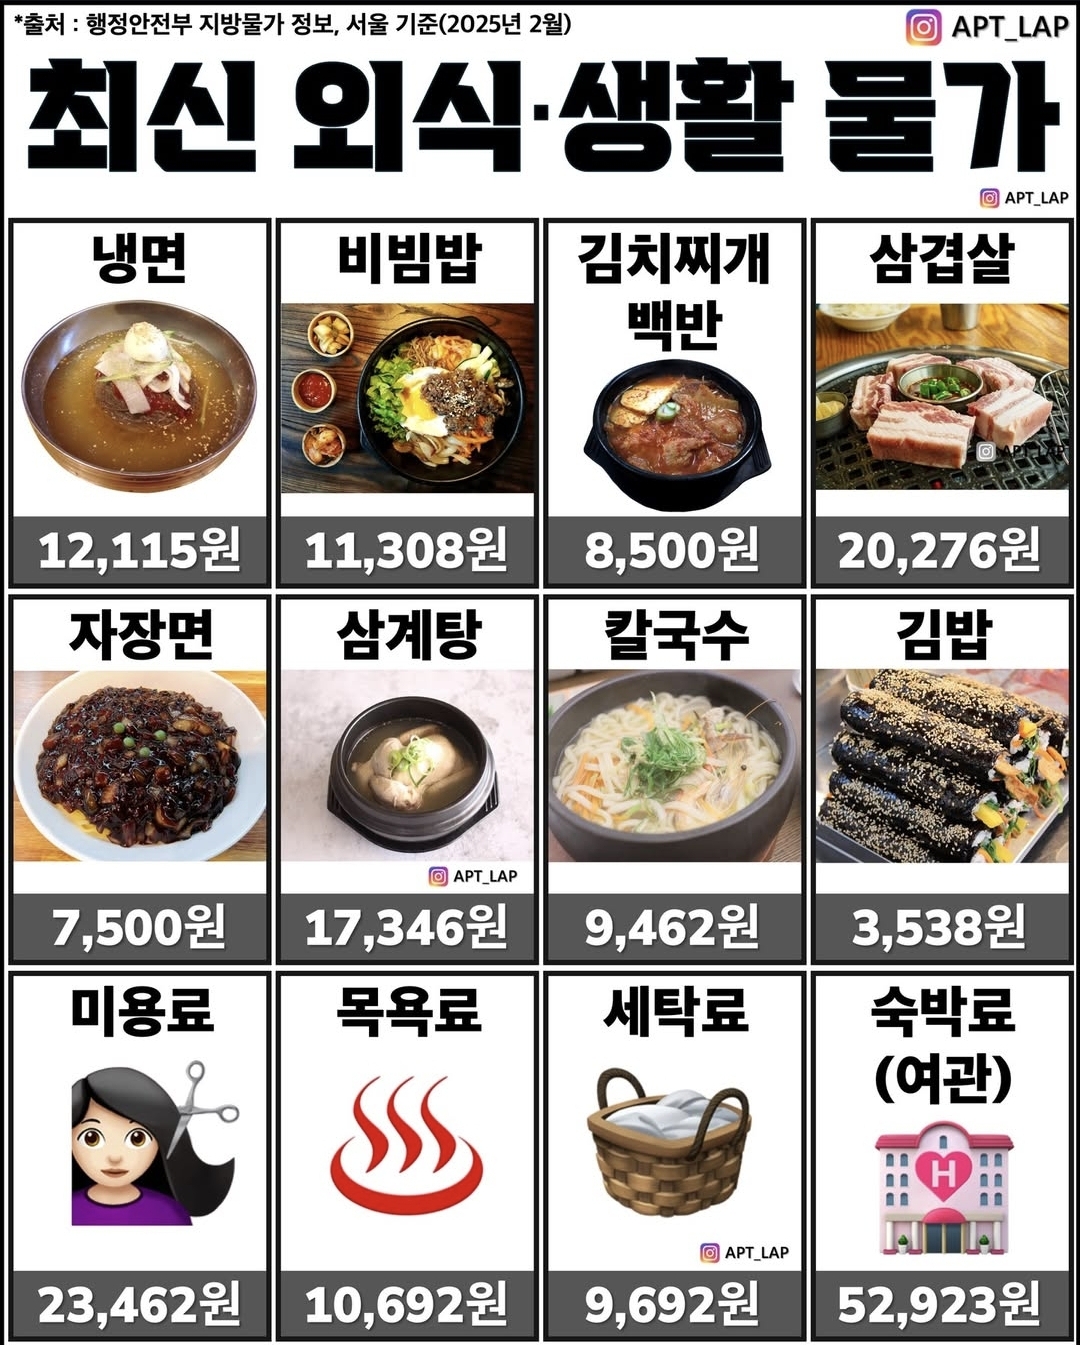 *출처 : 행정안전부 지방물가 정보, 서울 기준(2025년 2월)
APT_LAP
최신 외식·생활 물가
APT_LAP
냉면
비빔밥
김치찌개
백반
삼겹살
APT_LAP
12,115원
11,308원
8,500원
20,276원
자장면
삼계탕
칼국수
김밥
APT_LAP
7,500원
17,346원
9,462원
3,538원
미용료
목욕료
세탁료
숙박료
(여관)
H
APT_LAP
23,462원
10,692원
9,692원
52,923원